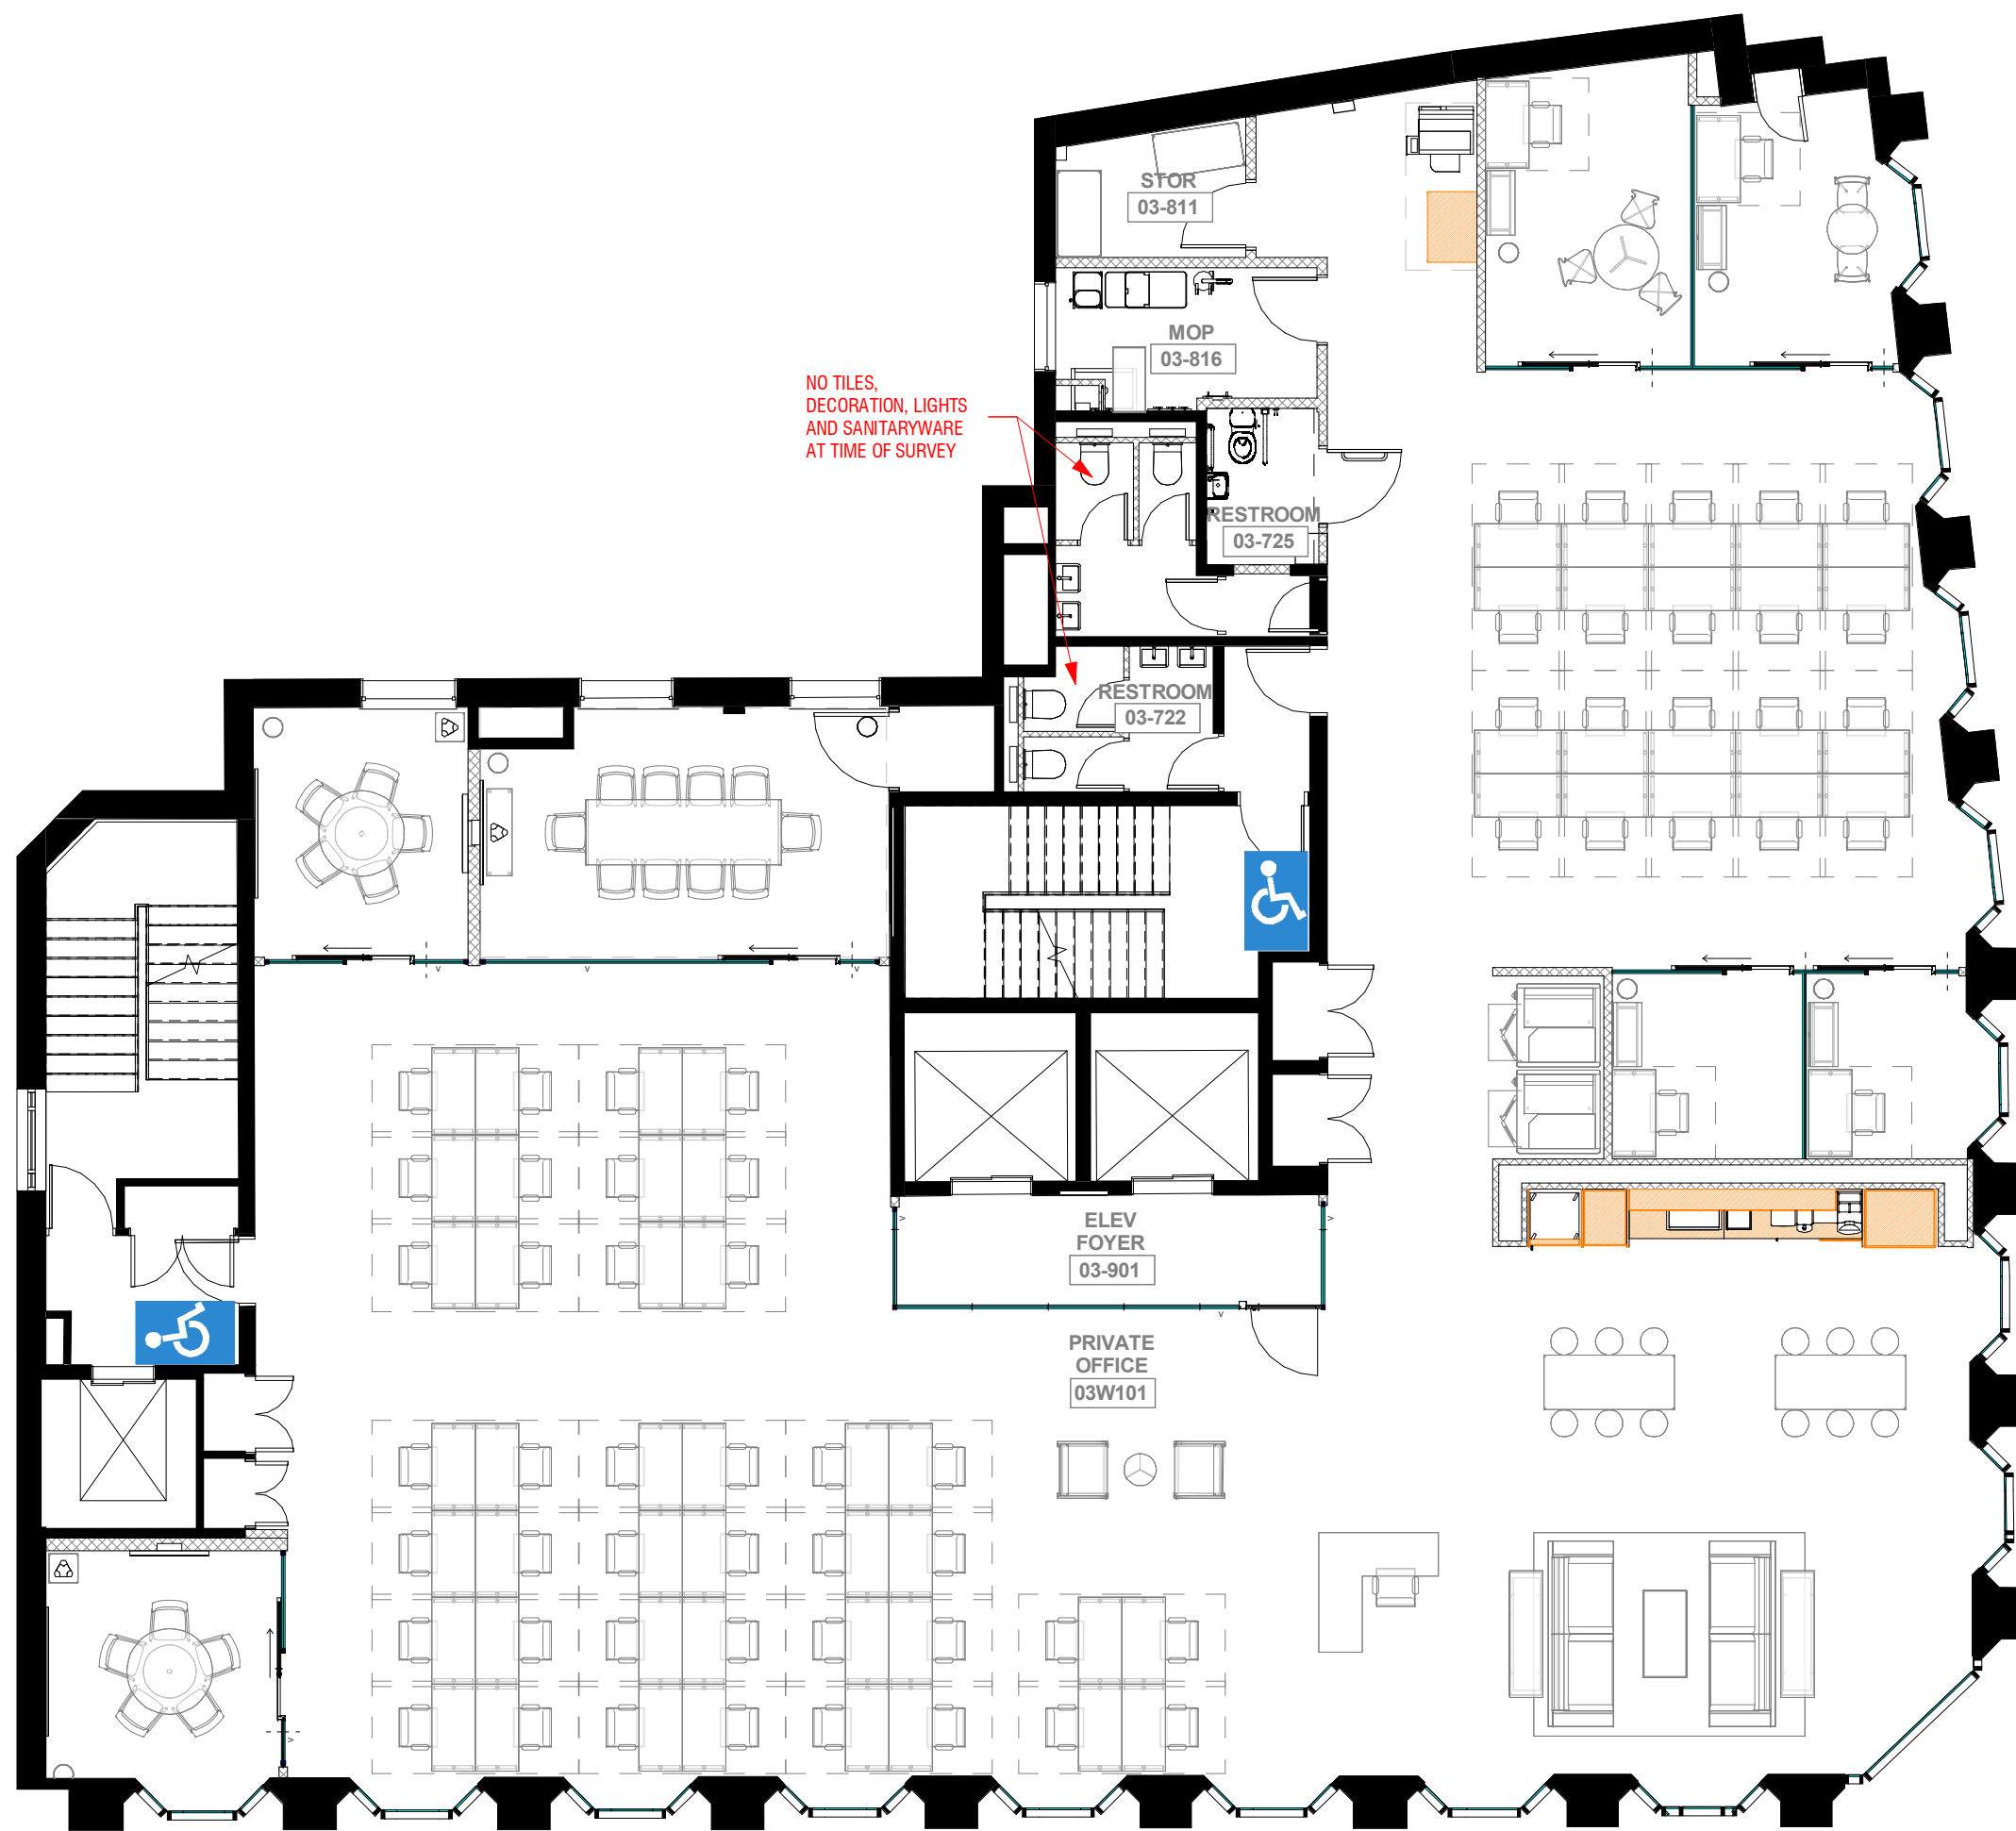 STOR
03-811
MOP
03-816
NO TILES,
DECORATION, LIGHTS
AND SANITARYWARE
AT TIME OF SURVEY
RESTROOM
03-725
RESTROOM
03-722
ELEV
FOYER
03-901
PRIVATE
OFFICE
03W101